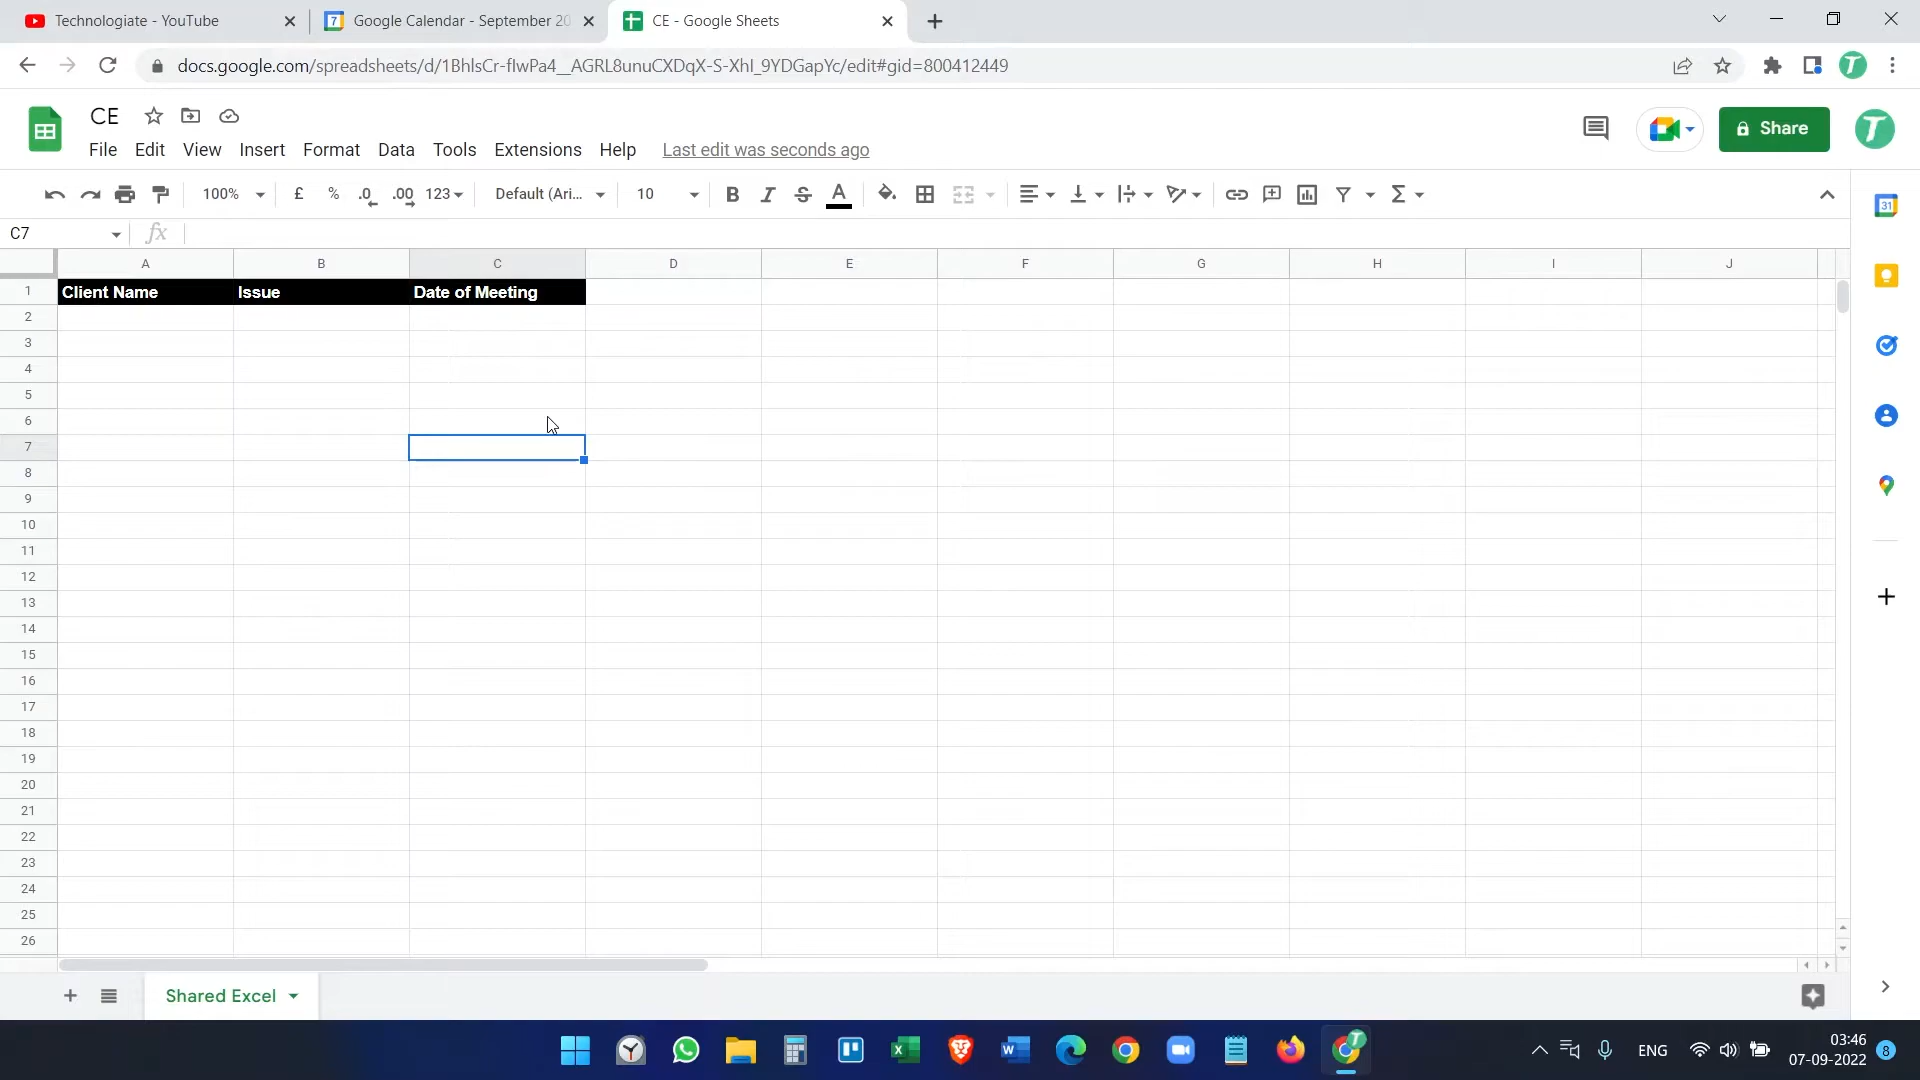 Technologiate - YouTube
Google Calendar - September 20
CE - Google Sheets
docs.google.com/spreadsheets/d/1BhlsCr-flwPa4__AGRL8unuCXDqX-S-XhI_9YDGapYc/edit#gid=800412449
CE
File Edit View Insert Format Data Tools Extensions Help Last edit was seconds ago
Share
100% £ % .0 .00 123 Default (Ari... 10 B I S A Σ
C7 fx
A B C D E F G H I J
1 Client Name Issue Date of Meeting
2
3
4
5
6
7
8
9
10
11
12
13
14
15
16
17
18
19
20
21
22
23
24
25
26
Shared Excel
ENG
03:46
07-09-2022
8